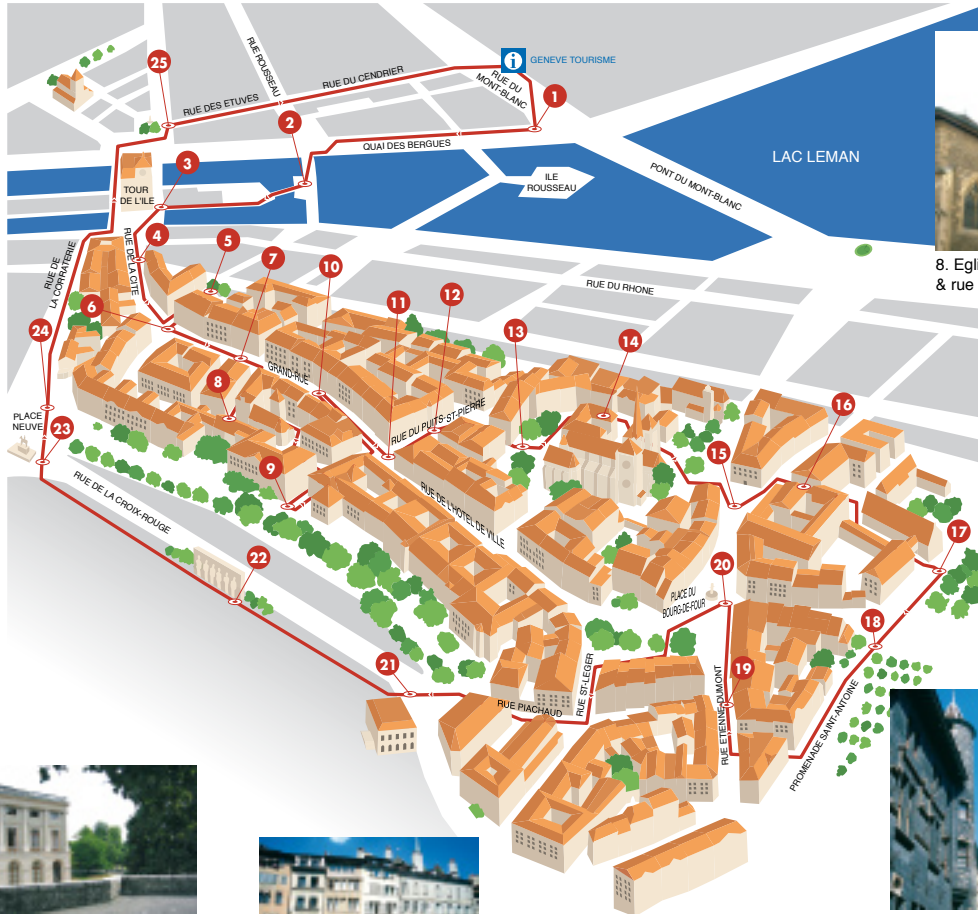 25
RUE ROUSSEAU
i
GENEVE TOURISME
RUE DU CENDRIER
RUE DU
MONT-BLANC
1
RUE DES ETUVES
2
QUAI DES BERGUES
LAC LEMAN
3
TOUR
DE L'ILE
ILE
ROUSSEAU
PONT DU MONT-BLANC
RUE DE
LA CORRATERIE
RUE DE LA CITE
4
5
7
10
11
12
8. Egli
& rue
RUE DU RHONE
6
13
14
24
8
GRAND-RUE
RUE DU PUITS-ST-PIERRE
16
PLACE
NEUVE
23
9
15
RUE DE LA CROIX-ROUGE
RUE DE L'HOTEL DE VILLE
17
22
20
PLACE DU
BOURG-DE-FOUR
18
21
19
RUE PIACHAUD
RUE ST-LEGER
RUE ETIENNE-DUMONT
PROMENADE SAINT-ANTOINE